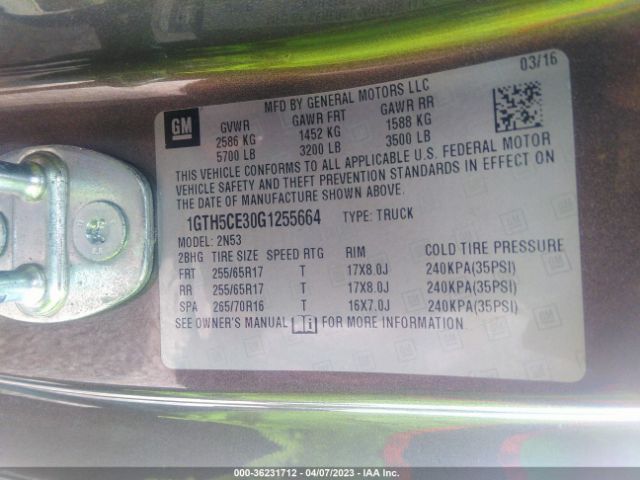 03/16
MFD BY GENERAL MOTORS LLC
GM
GVWR GAWR FRT GAWR RR
2586 KG 1452 KG 1588 KG
5700 LB 3200 LB 3500 LB
THIS VEHICLE CONFORMS TO ALL APPLICABLE U.S. FEDERAL MOTOR
VEHICLE SAFETY AND THEFT PREVENTION STANDARDS IN EFFECT ON
THE DATE OF MANUFACTURE SHOWN ABOVE.
1GTH5CE30G1255664 TYPE: TRUCK
MODEL: 2N53
2BHG TIRE SIZE SPEED RTG RIM COLD TIRE PRESSURE
FRT 255/65R17 T 17X8.0J 240KPA(35PSI)
RR 255/65R17 T 17X8.0J 240KPA(35PSI)
SPA 265/70R16 T 16X7.0J 240KPA(35PSI)
SEE OWNER'S MANUAL i FOR MORE INFORMATION.
000-36231712 - 04/07/2023 - IAA Inc.